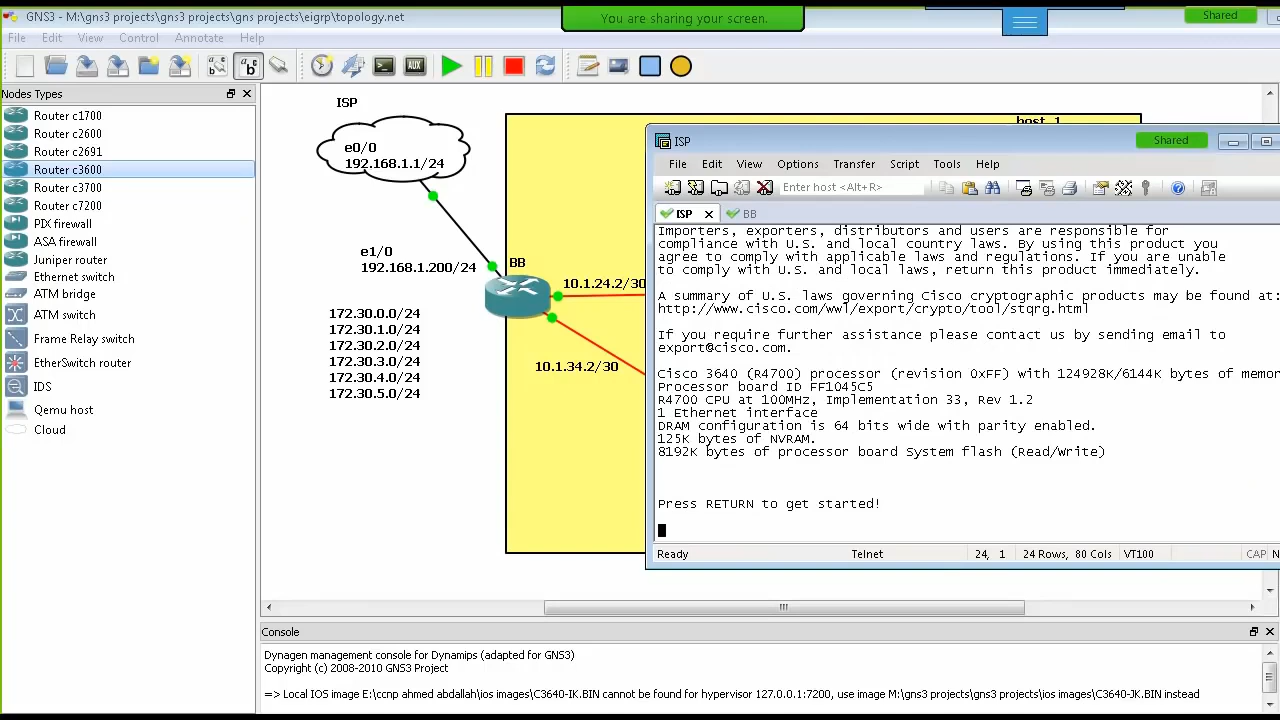 GNS3 - M:\gns3 projects\gns3 projects\gns projects\eigrp\topology.net
You are sharing your screen.
Shared
File Edit View Control Annotate Help
AUX
Nodes Types
Router c1700
Router c2600
Router c2691
Router c3600
Router c3700
Router c7200
PIX firewall
ASA firewall
Juniper router
Ethernet switch
ATM bridge
ATM switch
Frame Relay switch
EtherSwitch router
IDS
Qemu host
Cloud
ISP
e0/0
192.168.1.1/24
e1/0
192.168.1.200/24
BB
10.1.24.2/30
10.1.34.2/30
172.30.0.0/24
172.30.1.0/24
172.30.2.0/24
172.30.3.0/24
172.30.4.0/24
172.30.5.0/24
host_1
ISP
Shared
File Edit View Options Transfer Script Tools Help
Enter host <Alt+R>
ISP BB
Importers, exporters, distributors and users are responsible for
compliance with U.S. and local country laws. By using this product you
agree to comply with applicable laws and regulations. If you are unable
to comply with U.S. and local laws, return this product immediately.
A summary of U.S. laws governing Cisco cryptographic products may be found at:
http://www.cisco.com/wwl/export/crypto/tool/stqrg.html
If you require further assistance please contact us by sending email to
export@cisco.com.
Cisco 3640 (R4700) processor (revision 0xFF) with 124928K/6144K bytes of memor
Processor board ID FF1045C5
R4700 CPU at 100MHz, Implementation 33, Rev 1.2
1 Ethernet interface
DRAM configuration is 64 bits wide with parity enabled.
125K bytes of NVRAM.
8192K bytes of processor board System flash (Read/Write)
Press RETURN to get started!
Ready Telnet 24, 1 24 Rows, 80 Cols VT100 CAP N
Console
Dynagen management console for Dynamips (adapted for GNS3)
Copyright (c) 2008-2010 GNS3 Project
=> Local IOS image E:\ccnp ahmed abdallah\ios images\C3640-IK.BIN cannot be found for hypervisor 127.0.0.1:7200, use image M:\gns3 projects\gns3 projects\ios images\C3640-JK.BIN instead